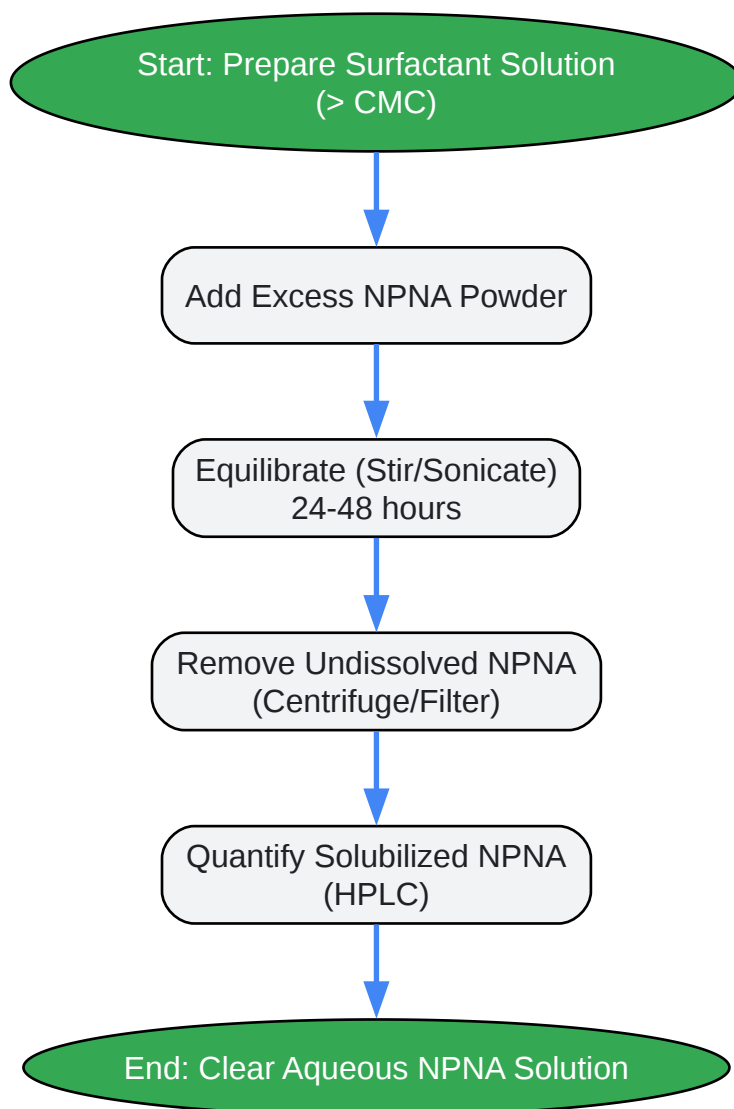 Start: Prepare Surfactant Solution
(> CMC)
Add Excess NPNA Powder
Equilibrate (Stir/Sonicate)
24-48 hours
Remove Undissolved NPNA
(Centrifuge/Filter)
Quantify Solubilized NPNA
(HPLC)
End: Clear Aqueous NPNA Solution